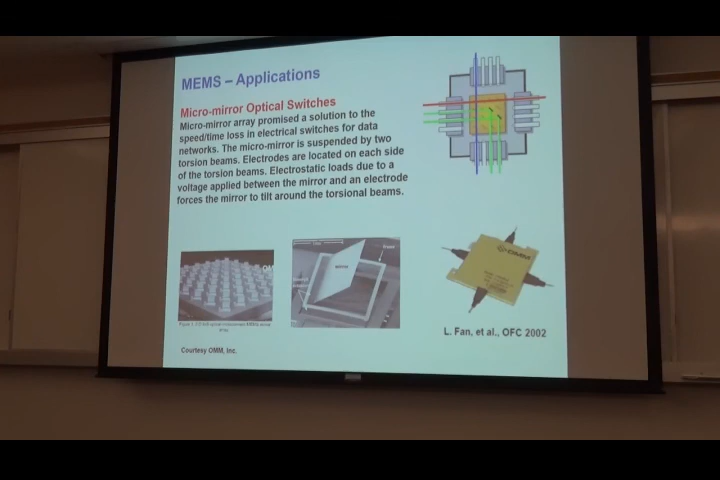 MEMS – Applications
Micro-mirror Optical Switches
Micro-mirror array promised a solution to the
speed/time loss in electrical switches for data
networks. The micro-mirror is suspended by two
torsion beams. Electrodes are located on each side
of the torsion beams. Electrostatic loads due to a
voltage applied between the mirror and an electrode
forces the mirror to tilt around the torsional beams.
L. Fan, et al., OFC 2002
Courtesy OMM, Inc.